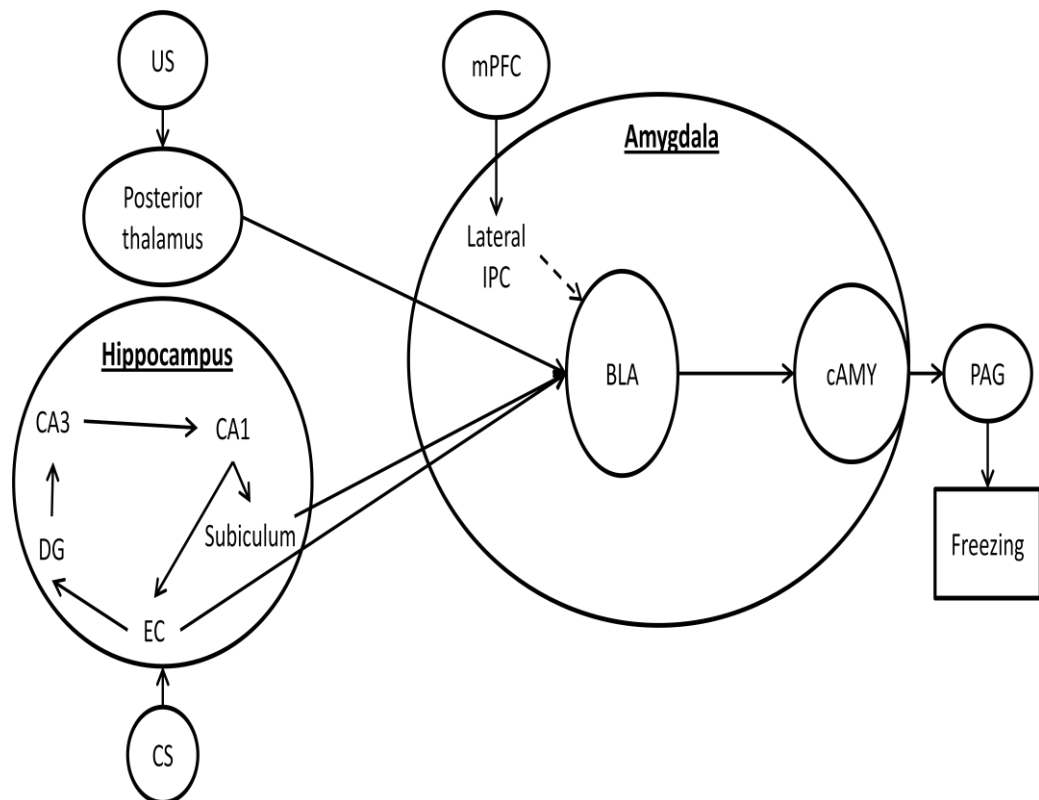 US
mPFC
Amygdala
Posterior
thalamus
Lateral
IPC
Hippocampus
BLA
cAMY
PAG
CA3
CA1
Subiculum
DG
Freezing
EC
CS